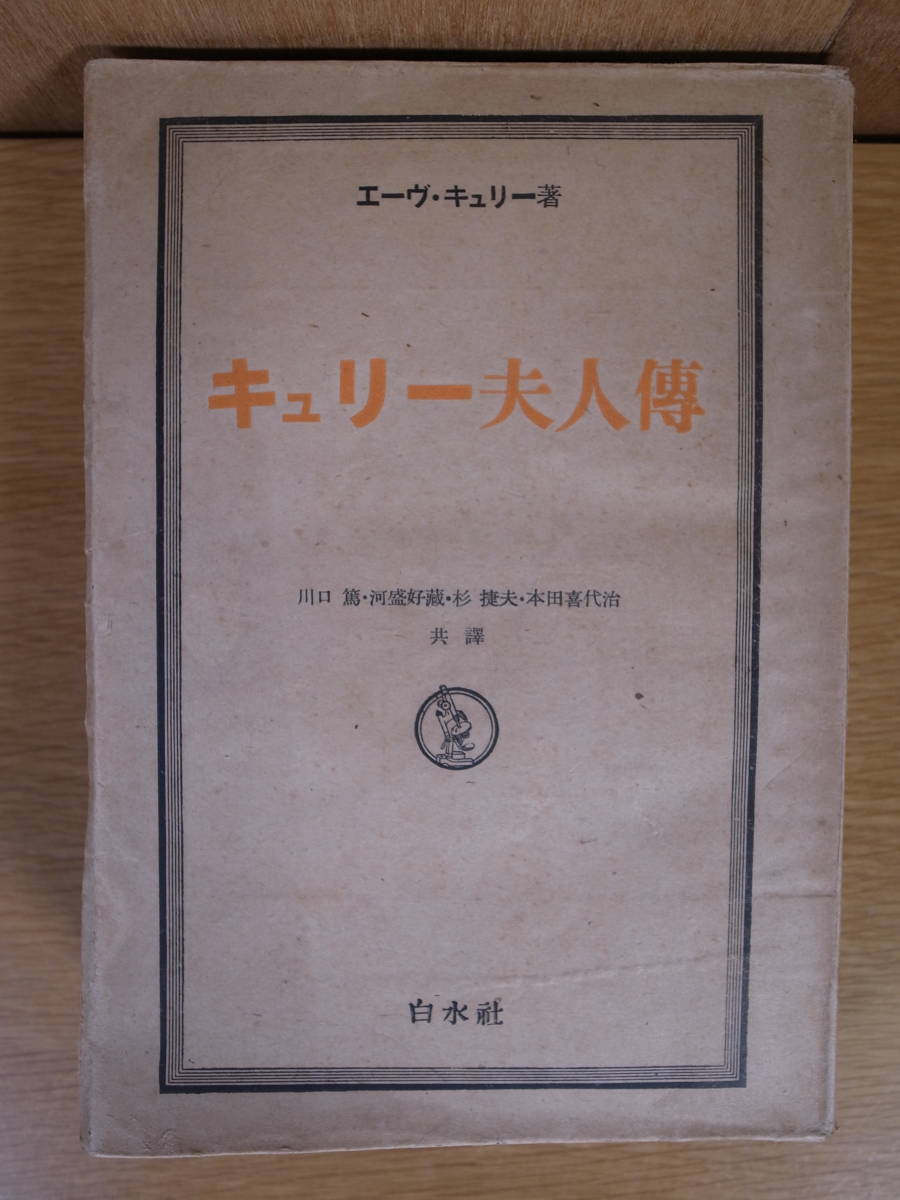 エーヴ・キュリー著
キュリー夫人傳
川口 篤・河盛好藏・杉 捷夫・本田喜代治
共譯
白水社